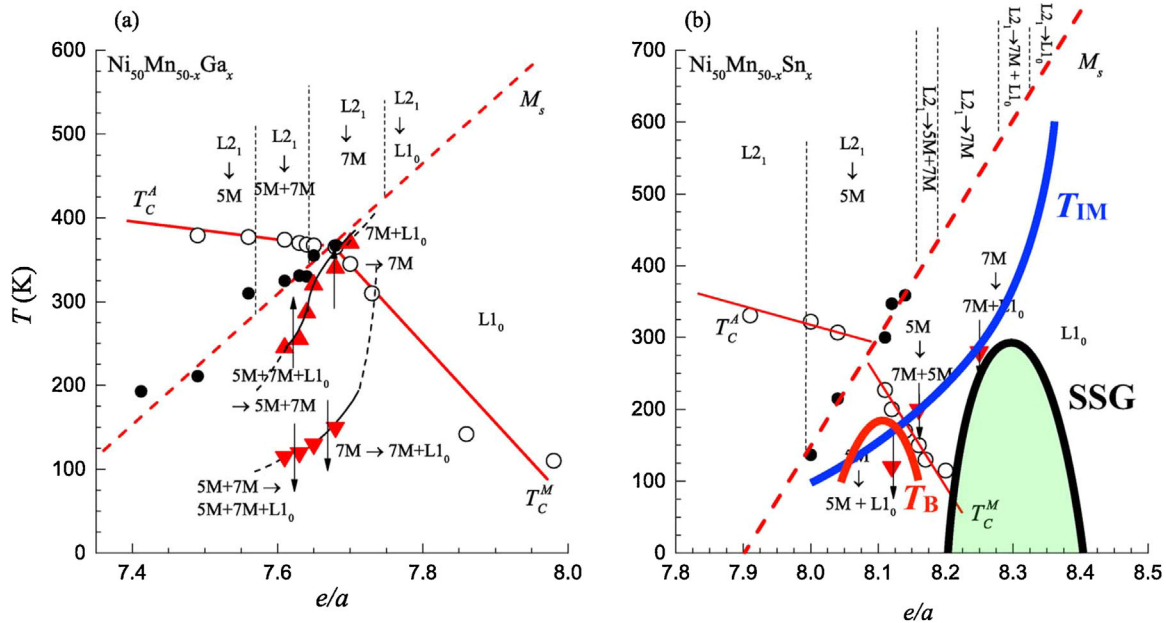 (a)
Ni₅₀Mn₅₀₋ₓGaₓ
L2₁
↓
5M
L2₁
↓
5M+7M
L2₁
↓
7M
L2₁
↓
L1₀
Mₛ
T_C^A
7M+L1₀
→ 7M
L1₀
5M+7M+L1₀
→ 5M+7M
7M → 7M+L1₀
5M+7M →
5M+7M+L1₀
T_C^M
T (K)
600
500
400
300
200
100
0
7.4
7.6
7.8
8.0
e/a
(b)
Ni₅₀Mn₅₀₋ₓSnₓ
L2₁
L2₁
↓
5M
L2₁→5M+7M
L2₁→7M
L2₁→7M + L1₀
L2₁→L1₀
Mₛ
T_IM
7M
↓
7M+L1₀
L1₀
T_C^A
5M
↓
7M+5M
SSG
5M
↓
5M + L1₀
T_B
T_C^M
700
600
500
400
300
200
100
0
7.7
7.8
7.9
8.0
8.1
8.2
8.3
8.4
8.5
e/a